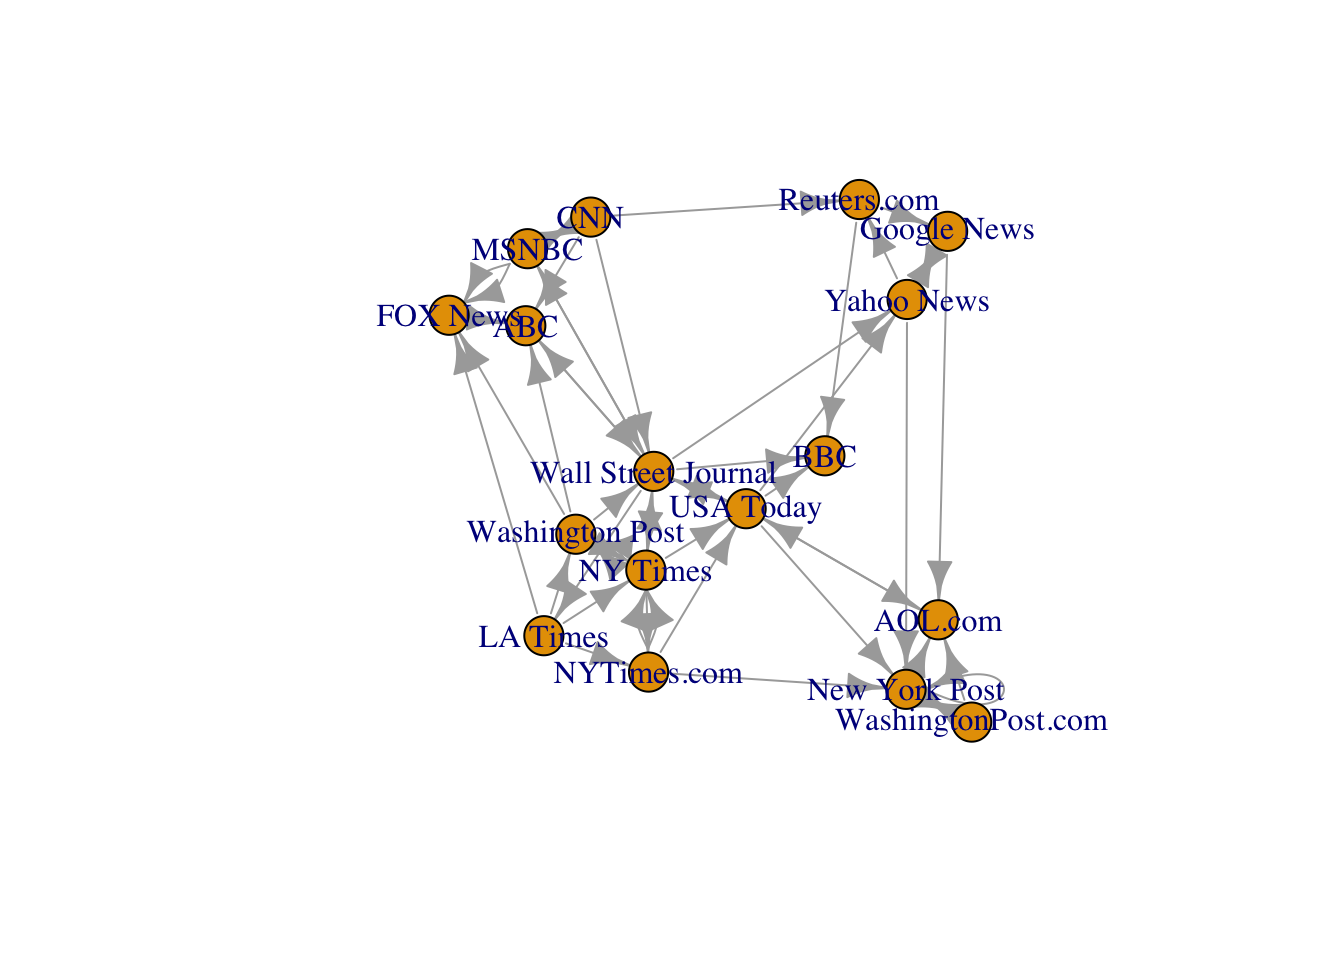 Reuters.com
CNN
Google News
MSNBC
Yahoo News
FOX News
ABC
BBC
Wall Street Journal
USA Today
Washington Post
NY Times
AOL.com
LA Times
NYTimes.com
New York Post
WashingtonPost.com